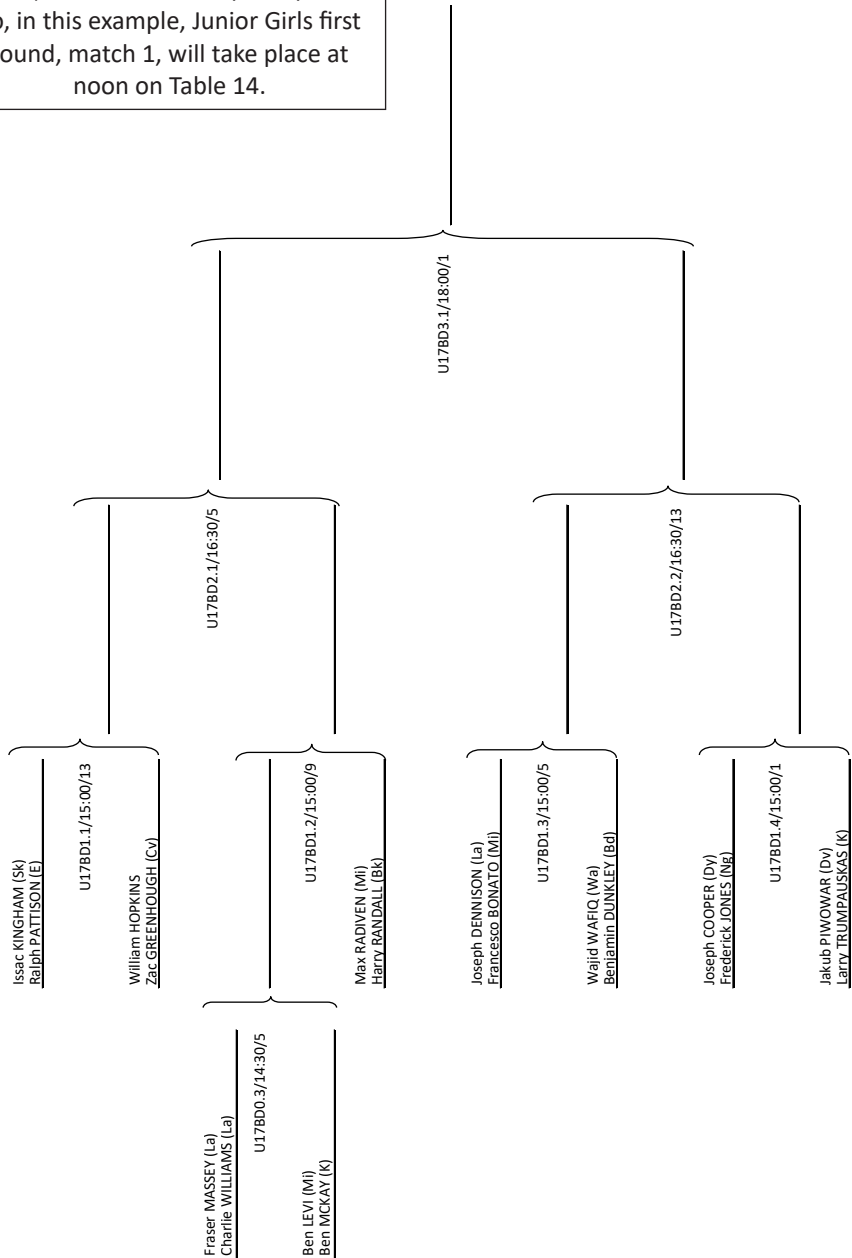 o, in this example, Junior Girls first
ound, match 1, will take place at
noon on Table 14.
Issac KINGHAM (Sk)
Ralph PATTISON (E)
U17BD1.1/15:00/13
William HOPKINS
Zac GREENHOUGH (Cv)
Fraser MASSEY (La)
Charlie WILLIAMS (La)
U17BD0.3/14:30/5
Ben LEVI (Mi)
Ben MCKAY (K)
U17BD1.2/15:00/9
Max RADIVEN (Mi)
Harry RANDALL (Bk)
Joseph DENNISON (La)
Francesco BONATO (Mi)
U17BD1.3/15:00/5
Wajid WAFIQ (Wa)
Benjamin DUNKLEY (Bd)
Joseph COOPER (Dy)
Frederick JONES (Ng)
U17BD1.4/15:00/1
Jakub PIWOWAR (Dv)
Larry TRUMPAUSKAS (K)
U17BD2.1/16:30/5
U17BD2.2/16:30/13
U17BD3.1/18:00/1